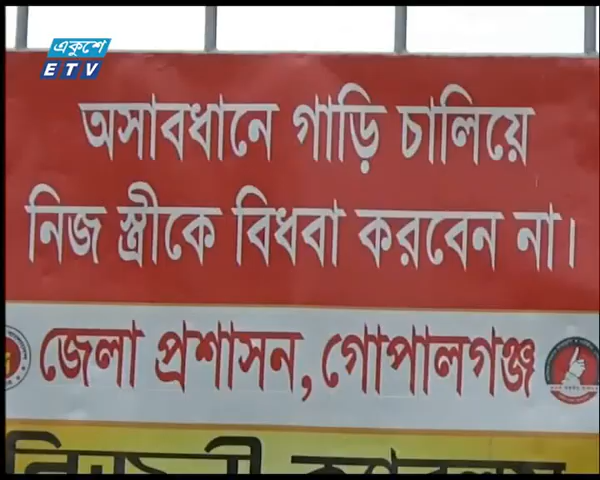 একুশে
ETV
অসাবধানে গাড়ি চালিয়ে
নিজ স্ত্রীকে বিধবা করবেন না।
জেলা প্রশাসন, গোপালগঞ্জ